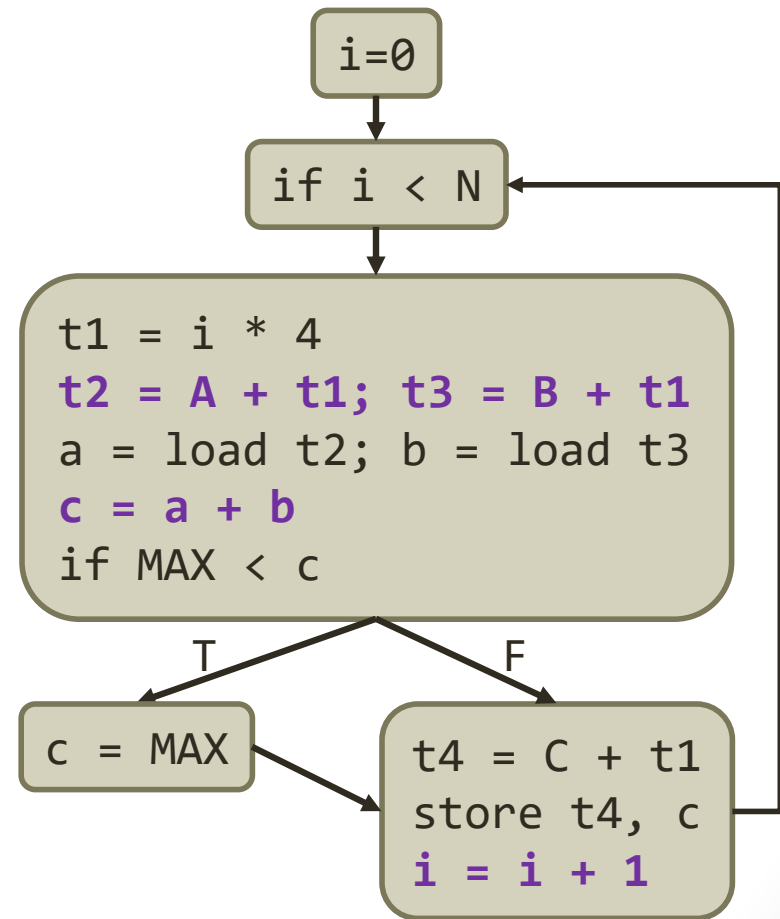 i=0
if i < N
t1 = i * 4
t2 = A + t1; t3 = B + t1
a = load t2; b = load t3
c = a + b
if MAX < c
T
F
c = MAX
t4 = C + t1
store t4, c
i = i + 1